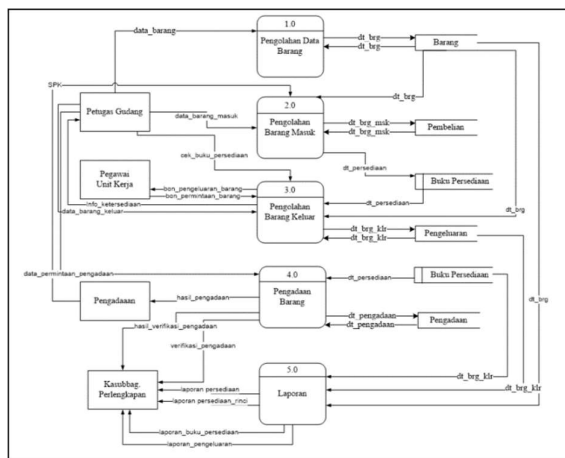 1.0
data_barang
Pengolahan Data
Barang
dt_brg
dt_brg
Barang
SPK
2.0
dt_brg
Petugas Gudang
data_barang_masuk
Pengolahan
Barang Masuk
dt_brg_msk
dt_brg_msk
Pembelian
cek_buku_persediaan
dt_persediaan
Pegawai
Unit Kerja
3.0
Buku Persediaan
bon_pengeluaran_barang
bon_permintaan_barang
info_ketersediaan
data_barang_keluar
Pengolahan
Barang Keluar
dt_persediaan
dt_brg
dt_brg_klr
dt_brg_klr
Pengeluaran
data_permintaan_pengadaan
4.0
dt_persediaan
Buku Persediaan
Pengadaaan
hasil_pengadaan
Pengadaan
Barang
dt_brg
dt_pengadaan
dt_pengadaan
Pengadaan
hasil_verifikasi_pengadaan
verifikasi_pengadaan
5.0
Kasubbag.
Perlengkapan
laporan persediaan
laporan persediaan_rinci
Laporan
dt_brg_klr
dt_brg_klr
laporan_buku_persediaan
laporan_pengeluaran